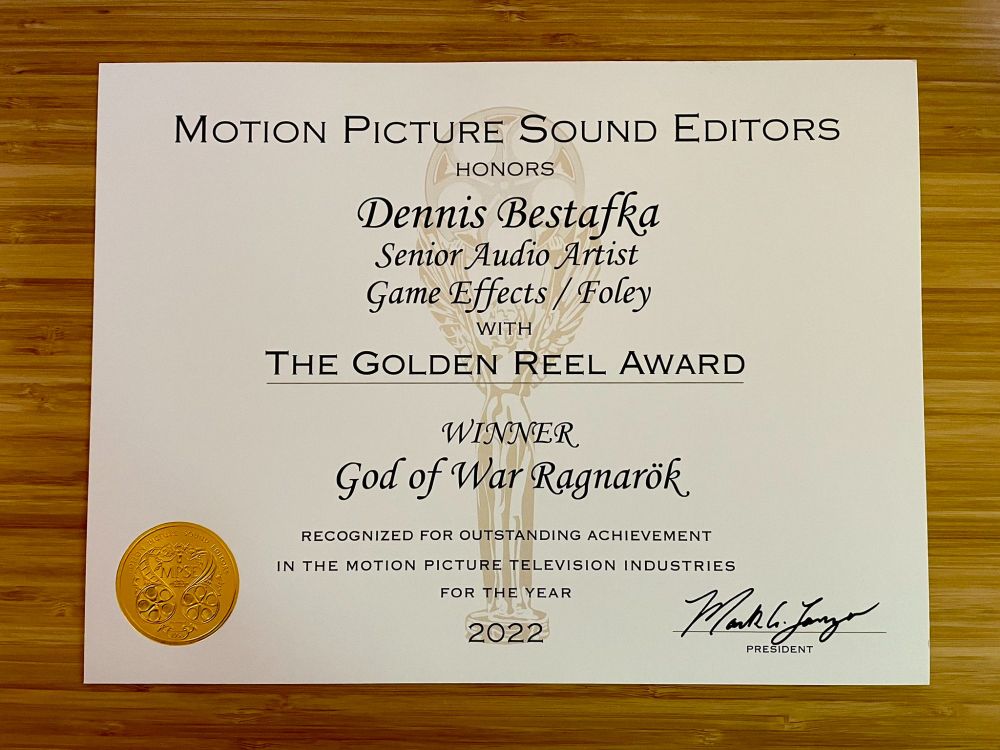 MOTION PICTURE SOUND EDITORS
HONORS
Dennis Bestafka
Senior Audio Artist
Game Effects / Foley
WITH
THE GOLDEN REEL AWARD
WINNER
God of War Ragnarök
RECOGNIZED FOR OUTSTANDING ACHIEVEMENT
IN THE MOTION PICTURE TELEVISION INDUSTRIES
FOR THE YEAR
2022
MPSE
PRESIDENT